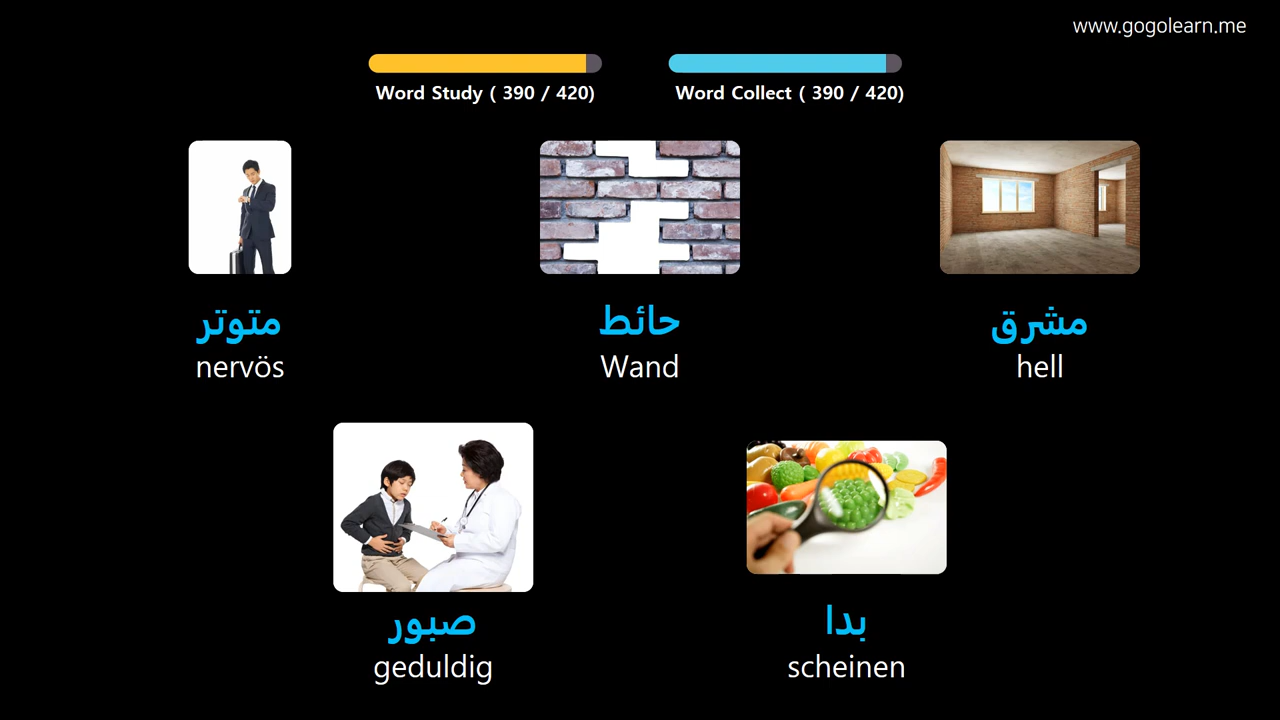 www.gogolearn.me
Word Study ( 390 / 420)
Word Collect ( 390 / 420)
متوتر
nervös
حائط
Wand
مشرق
hell
صبور
geduldig
بدا
scheinen